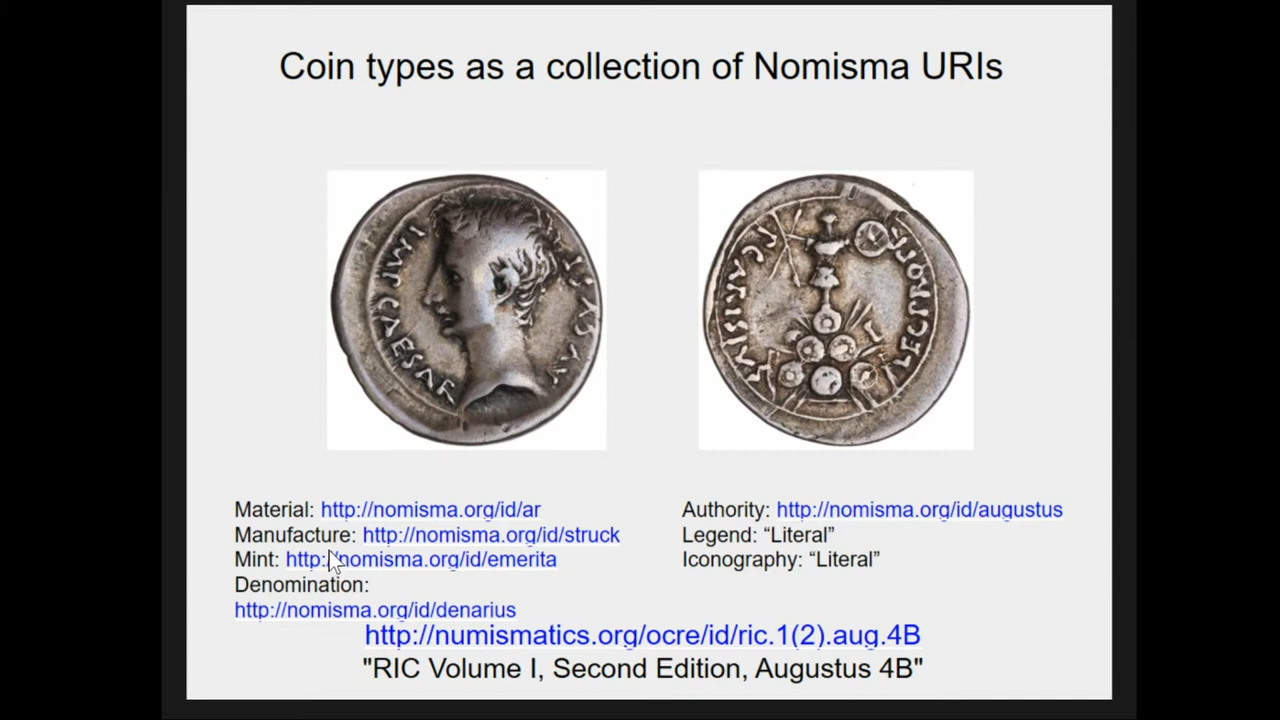 Coin types as a collection of Nomisma URIs
IMP CAESAR
AVGVST
P CARISIVS
LEG PRO PR
Material: http://nomisma.org/id/ar
Manufacture: http://nomisma.org/id/struck
Mint: http://nomisma.org/id/emerita
Denomination:
http://nomisma.org/id/denarius
Authority: http://nomisma.org/id/augustus
Legend: “Literal”
Iconography: “Literal”
http://numismatics.org/ocre/id/ric.1(2).aug.4B
"RIC Volume I, Second Edition, Augustus 4B"